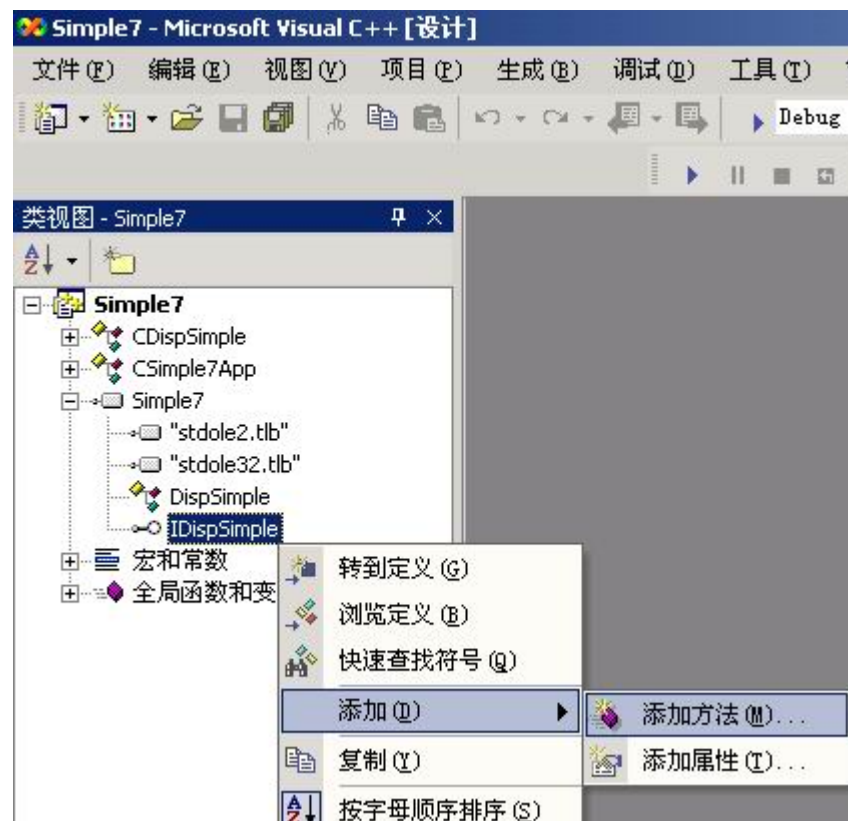 Simple7 - Microsoft Visual C++ [设计]
文件(F) 编辑(E) 视图(V) 项目(P) 生成(B) 调试(D) 工具(T)
Debug
类视图 - Simple7
Simple7
CDispSimple
CSimple7App
Simple7
"stdole2.tlb"
"stdole32.tlb"
DispSimple
IDispSimple
宏和常数
全局函数和变
转到定义(G)
浏览定义(B)
快速查找符号(Q)
添加(D)
添加方法(M)...
复制(Y)
添加属性(T)...
按字母顺序排序(S)